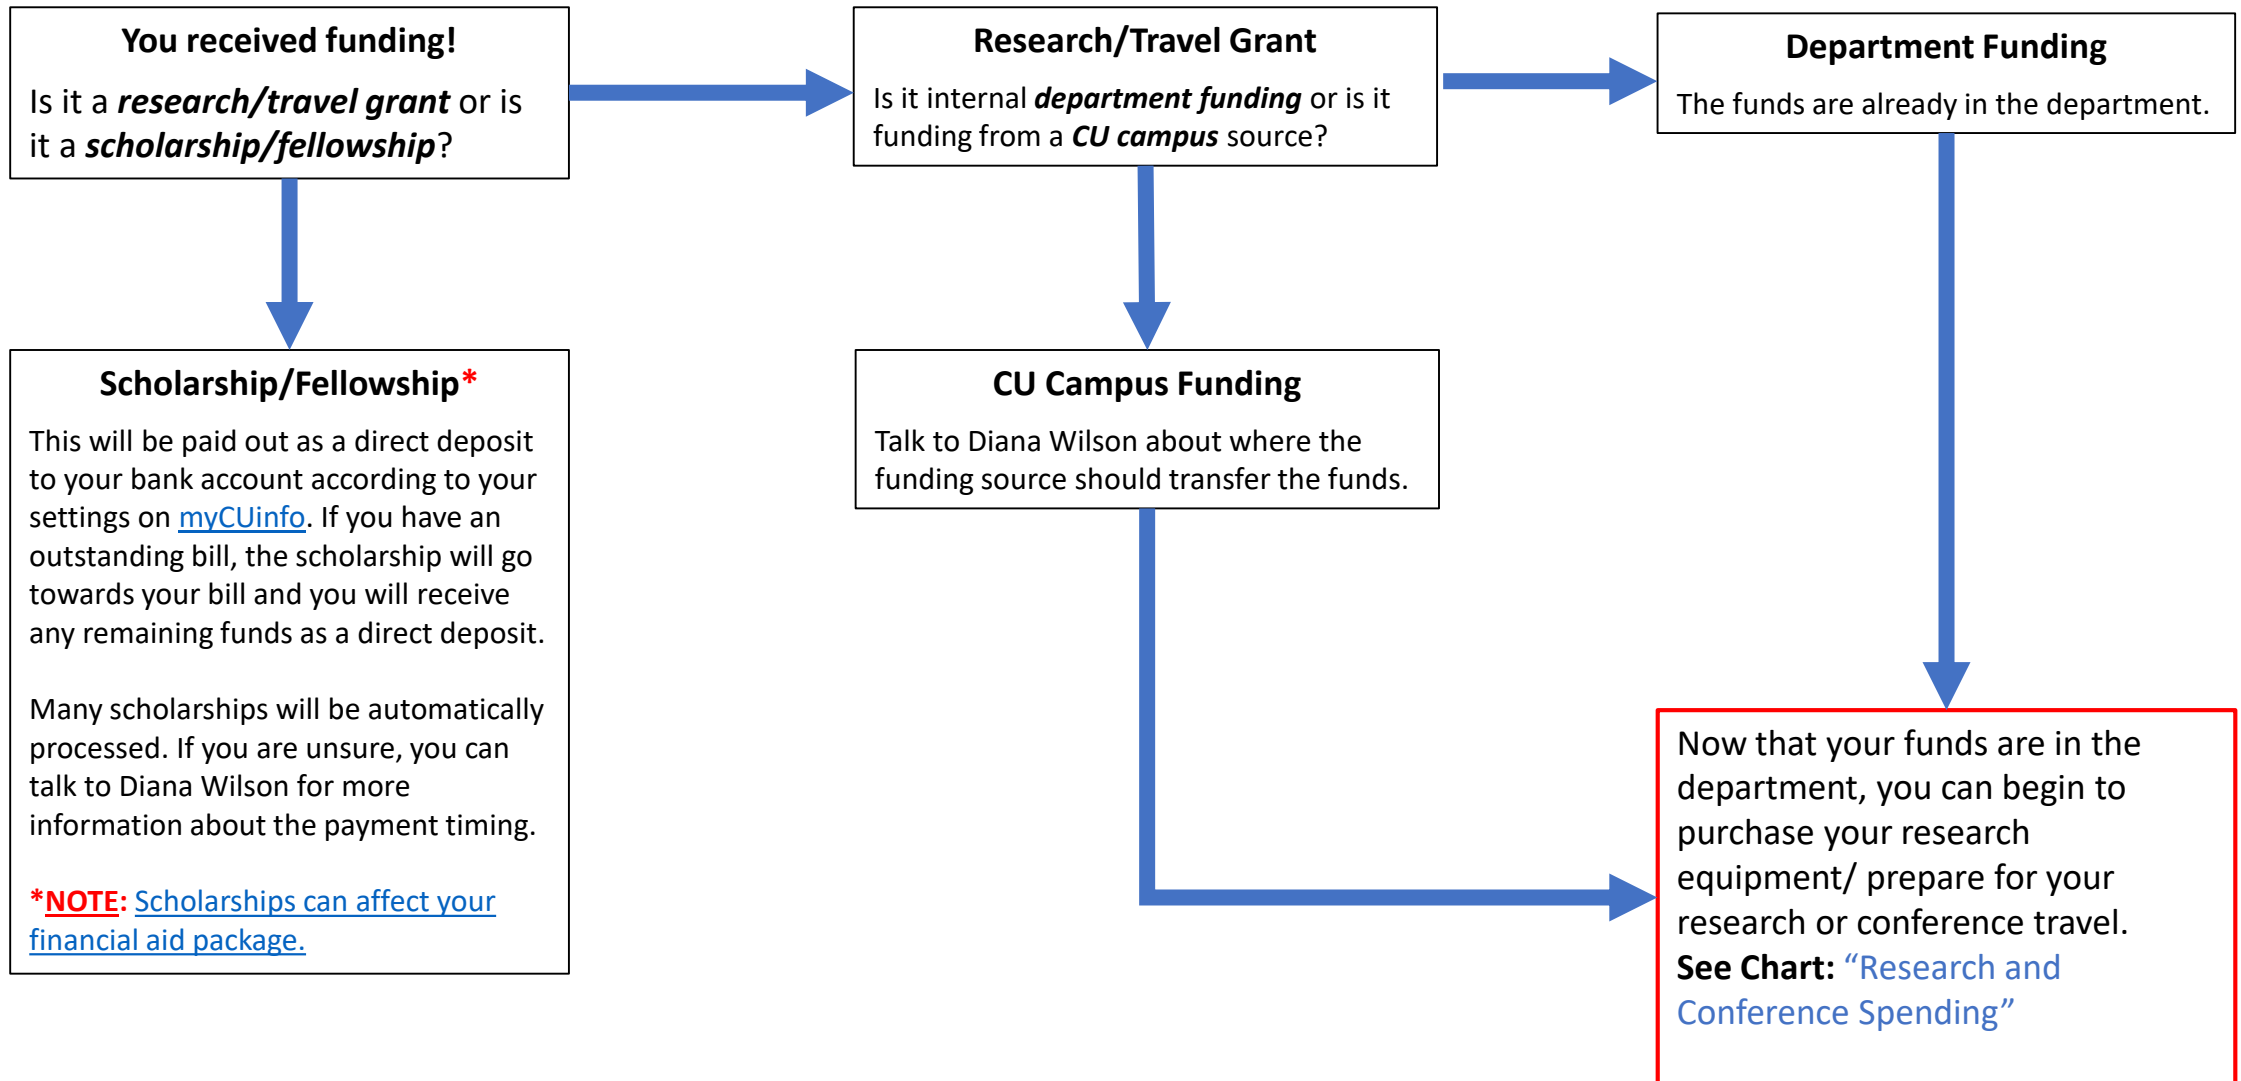 You received funding!
Is it a research/travel grant or is
it a scholarship/fellowship?
Research/Travel Grant
Is it internal department funding or is it
funding from a CU campus source?
Department Funding
The funds are already in the department.
Scholarship/Fellowship*
This will be paid out as a direct deposit
to your bank account according to your
settings on myCUinfo. If you have an
outstanding bill, the scholarship will go
towards your bill and you will receive
any remaining funds as a direct deposit.
Many scholarships will be automatically
processed. If you are unsure, you can
talk to Diana Wilson for more
information about the payment timing.
*NOTE: Scholarships can affect your
financial aid package.
CU Campus Funding
Talk to Diana Wilson about where the
funding source should transfer the funds.
Now that your funds are in the
department, you can begin to
purchase your research
equipment/ prepare for your
research or conference travel.
See Chart: “Research and
Conference Spending”